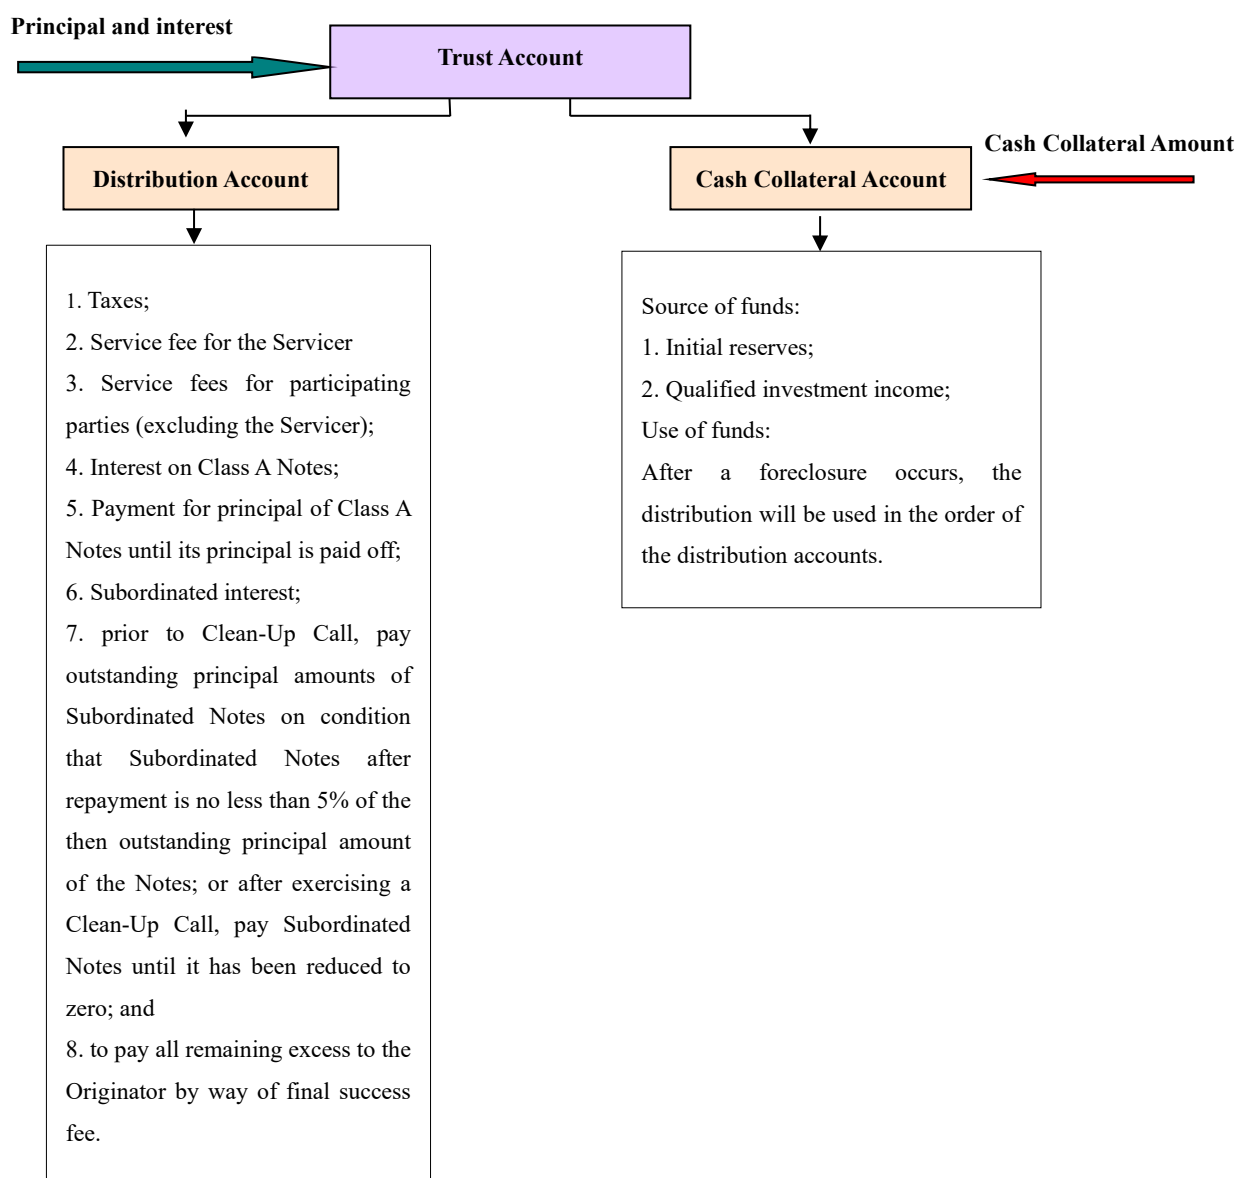 Principal and interest
Trust Account
Cash Collateral Amount
Distribution Account
Cash Collateral Account
1. Taxes;
2. Service fee for the Servicer
3. Service fees for participating
parties (excluding the Servicer);
4. Interest on Class A Notes;
5. Payment for principal of Class A
Notes until its principal is paid off;
6. Subordinated interest;
7. prior to Clean-Up Call, pay
outstanding principal amounts of
Subordinated Notes on condition
that Subordinated Notes after
repayment is no less than 5% of the
then outstanding principal amount
of the Notes; or after exercising a
Clean-Up Call, pay Subordinated
Notes until it has been reduced to
zero; and
8. to pay all remaining excess to the
Originator by way of final success
fee.
Source of funds:
1. Initial reserves;
2. Qualified investment income;
Use of funds:
After a foreclosure occurs, the
distribution will be used in the order of
the distribution accounts.